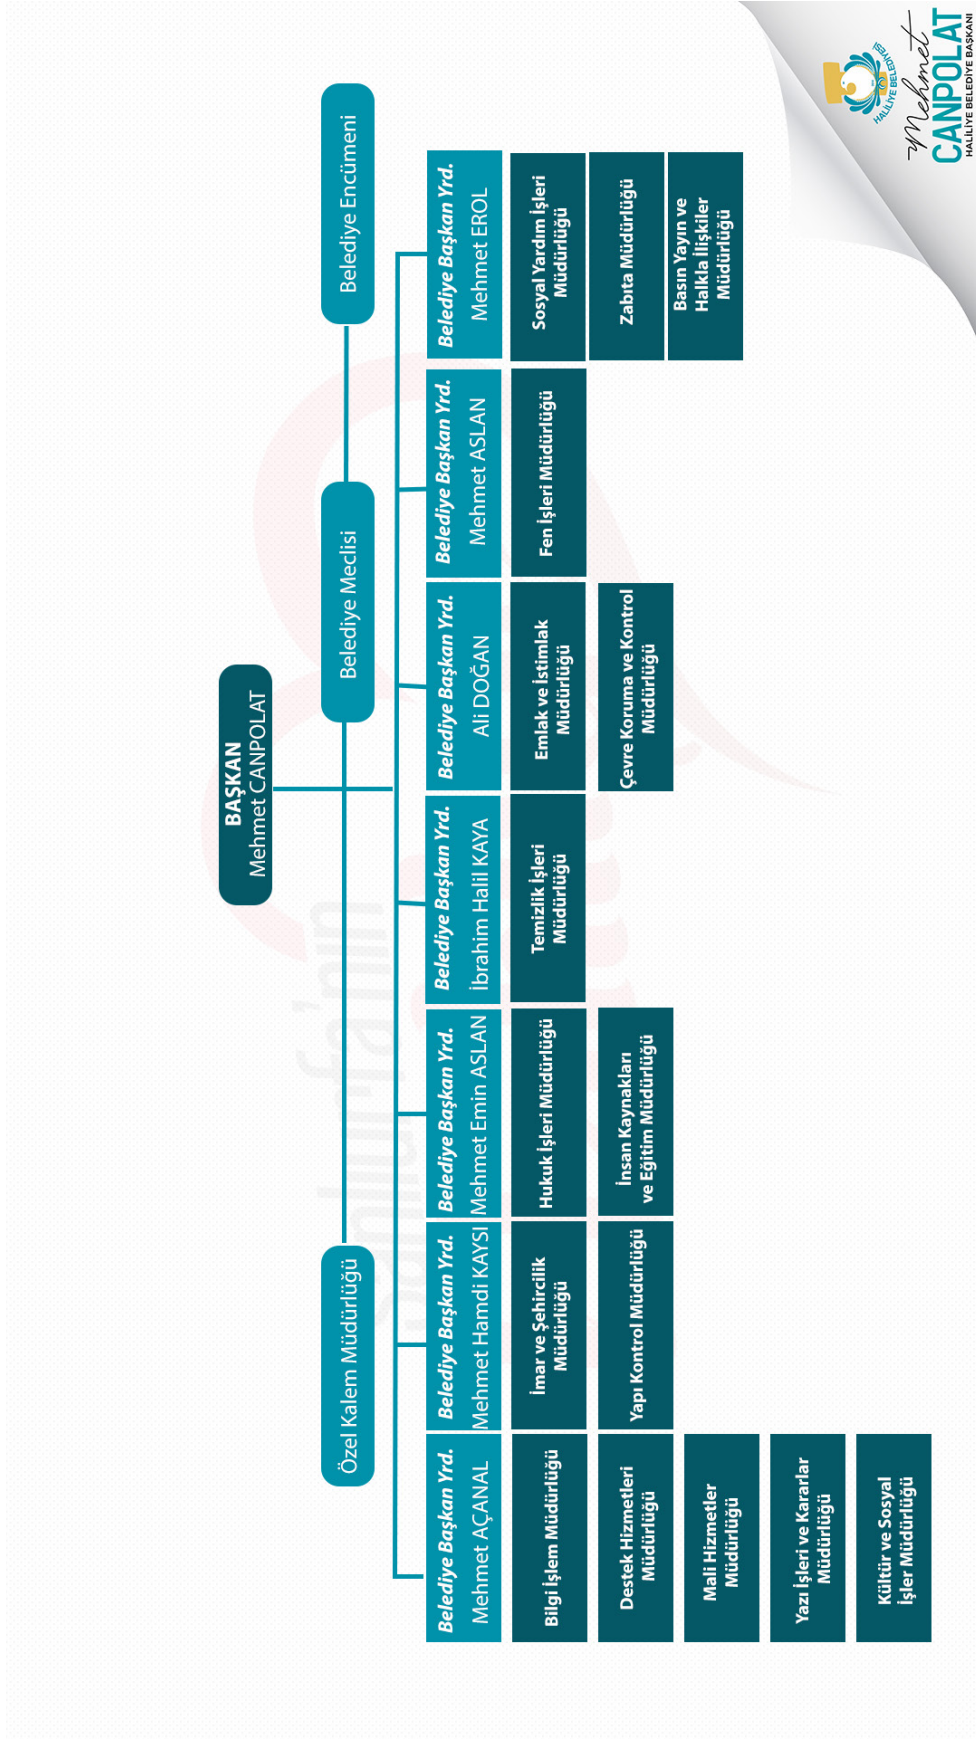 BAŞKAN
Mehmet CANPOLAT
Özel Kalem Müdürlüğü
Belediye Meclisi
Belediye Encümeni
Belediye Başkan Yrd.
Mehmet AÇANAL
Bilgi İşlem Müdürlüğü
Destek Hizmetleri
Müdürlüğü
Mali Hizmetler
Müdürlüğü
Yazı İşleri ve Kararlar
Müdürlüğü
Kültür ve Sosyal
İşler Müdürlüğü
Belediye Başkan Yrd.
Mehmet Hamdi KAYSI
İmar ve Şehircilik
Müdürlüğü
Yapı Kontrol Müdürlüğü
Belediye Başkan Yrd.
Mehmet Emin ASLAN
Hukuk İşleri Müdürlüğü
İnsan Kaynakları
ve Eğitim Müdürlüğü
Belediye Başkan Yrd.
İbrahim Halil KAYA
Temizlik İşleri
Müdürlüğü
Belediye Başkan Yrd.
Ali DOĞAN
Emlak ve İstimlak
Müdürlüğü
Çevre Koruma ve Kontrol
Müdürlüğü
Belediye Başkan Yrd.
Mehmet ASLAN
Fen İşleri Müdürlüğü
Belediye Başkan Yrd.
Mehmet EROL
Sosyal Yardım İşleri
Müdürlüğü
Zabıta Müdürlüğü
Basın Yayın ve
Halkla İlişkiler
Müdürlüğü
HALİLİYE BELEDİYESİ
Mehmet
CANPOLAT
HALİLİYE BELEDİYE BAŞKANI
Şanlıurfa'nın